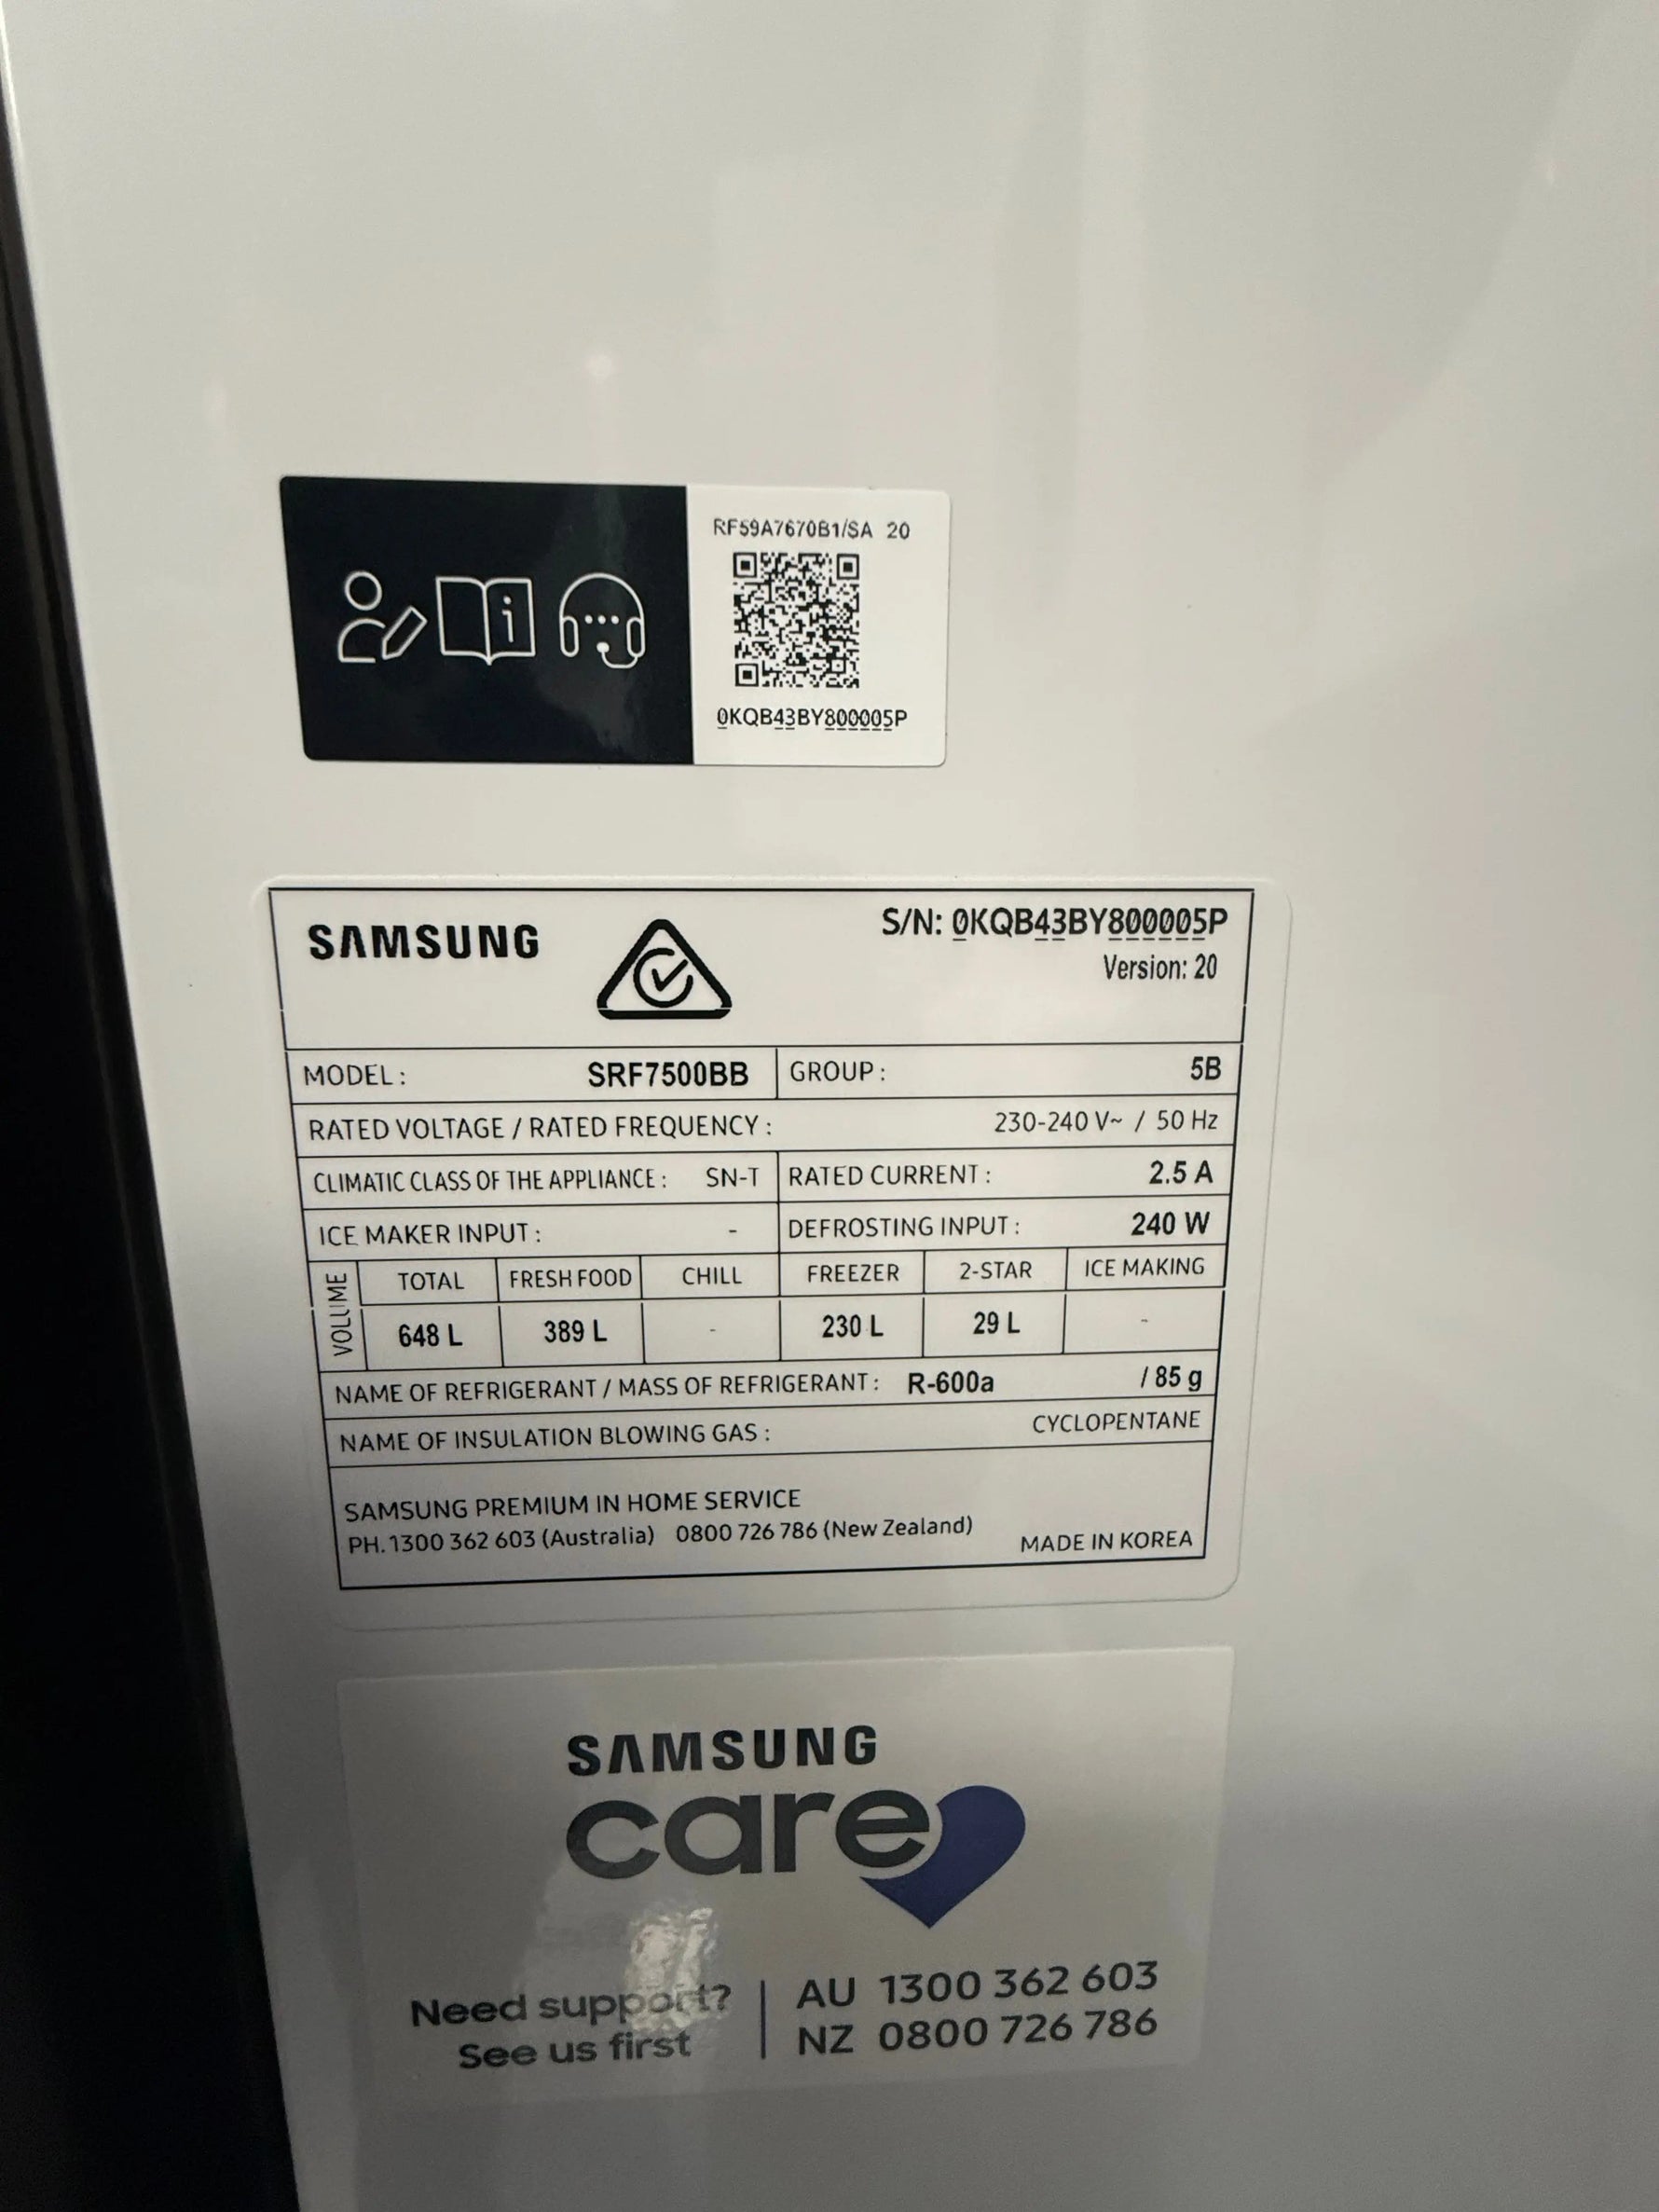 RF59A7670B1/SA 20
0KQB43BY800005P
SAMSUNG
S/N: 0KQB43BY800005P
Version: 20
MODEL : SRF7500BB GROUP : 5B
RATED VOLTAGE / RATED FREQUENCY : 230-240 V~ / 50 Hz
CLIMATIC CLASS OF THE APPLIANCE : SN-T RATED CURRENT : 2.5 A
ICE MAKER INPUT : - DEFROSTING INPUT : 240 W
VOLUME TOTAL FRESH FOOD CHILL FREEZER 2-STAR ICE MAKING
648 L 389 L - 230 L 29 L -
NAME OF REFRIGERANT / MASS OF REFRIGERANT : R-600a / 85 g
NAME OF INSULATION BLOWING GAS : CYCLOPENTANE
SAMSUNG PREMIUM IN HOME SERVICE
PH. 1300 362 603 (Australia) 0800 726 786 (New Zealand)
MADE IN KOREA
SAMSUNG
care
Need support?
See us first
AU 1300 362 603
NZ 0800 726 786